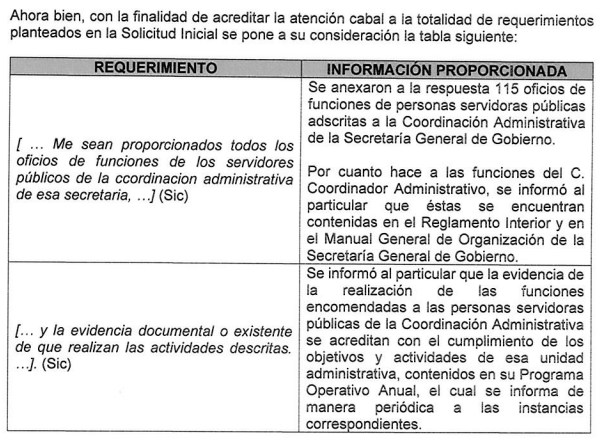 Ahora bien, con la finalidad de acreditar la atención cabal a la totalidad de requerimientos
planteados en la Solicitud Inicial se pone a su consideración la tabla siguiente:
REQUERIMIENTO
INFORMACIÓN PROPORCIONADA
[ … Me sean proporcionados todos los
oficios de funciones de los servidores
públicos de la ccordinacion administrativa
de esa secretaria, …] (Sic)
Se anexaron a la respuesta 115 oficios de
funciones de personas servidoras públicas
adscritas a la Coordinación Administrativa
de la Secretaría General de Gobierno.
Por cuanto hace a las funciones del C.
Coordinador Administrativo, se informó al
particular que éstas se encuentran
contenidas en el Reglamento Interior y en
el Manual General de Organización de la
Secretaría General de Gobierno.
[… y la evidencia documental o existente
de que realizan las actividades descritas.
…]. (Sic)
Se informó al particular que la evidencia de
la realización de las funciones
encomendadas a las personas servidoras
públicas de la Coordinación Administrativa
se acreditan con el cumplimiento de los
objetivos y actividades de esa unidad
administrativa, contenidos en su Programa
Operativo Anual, el cual se informa de
manera periódica a las instancias
correspondientes.